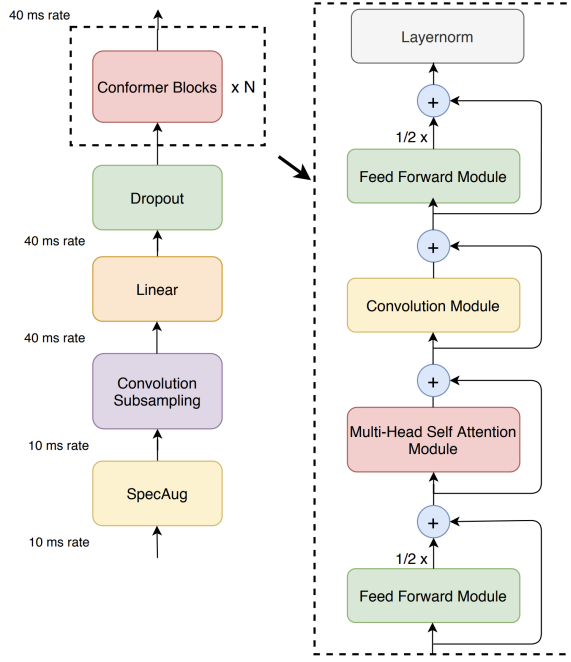 40 ms rate
Conformer Blocks
x N
Dropout
40 ms rate
Linear
40 ms rate
Convolution
Subsampling
10 ms rate
SpecAug
10 ms rate
Layernorm
+
1/2 x
Feed Forward Module
+
Convolution Module
+
Multi-Head Self Attention
Module
+
1/2 x
Feed Forward Module